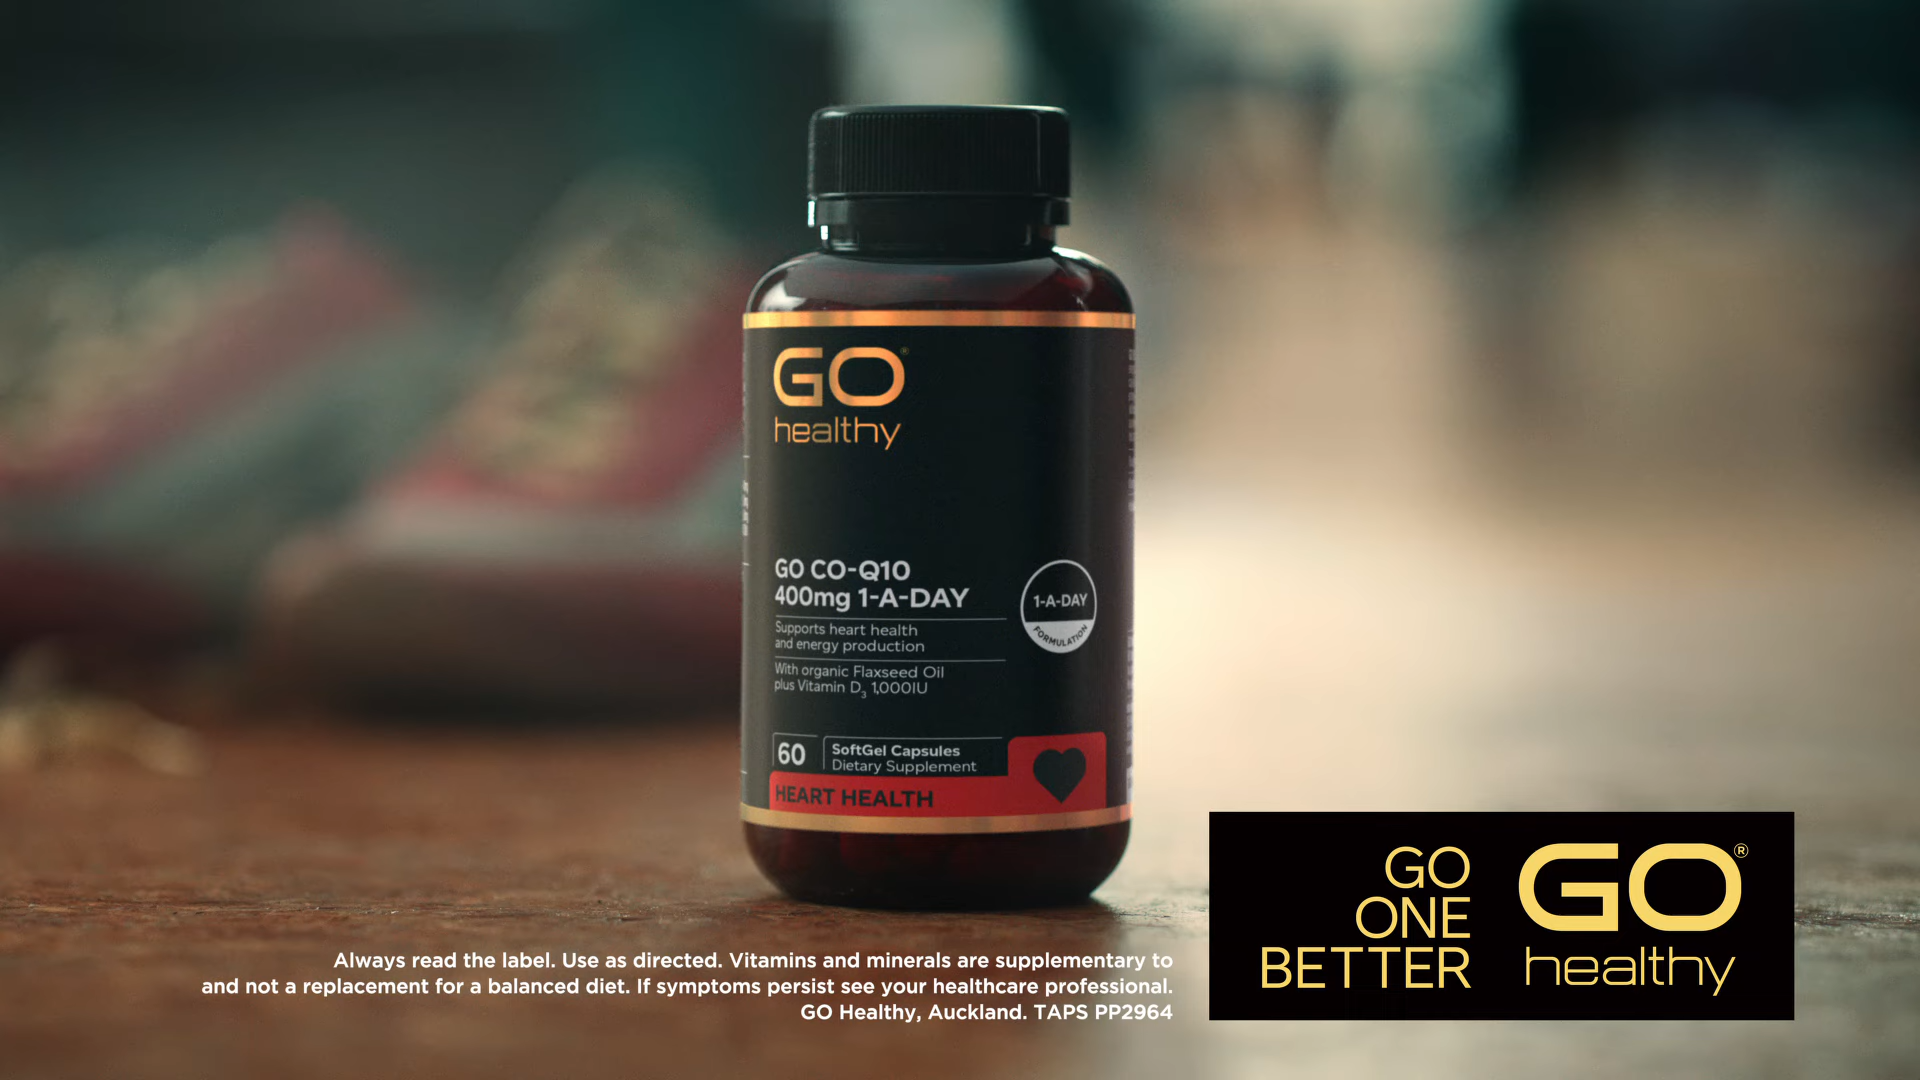 GO®
healthy
GO CO-Q10
400mg 1-A-DAY
Supports heart health
and energy production
With organic Flaxseed Oil
plus Vitamin D₃ 1,000IU
1-A-DAY
FORMULATION
60
SoftGel Capsules
Dietary Supplement
HEART HEALTH
Always read the label. Use as directed. Vitamins and minerals are supplementary to
and not a replacement for a balanced diet. If symptoms persist see your healthcare professional.
GO Healthy, Auckland. TAPS PP2964
GO
ONE
BETTER
GO®
healthy